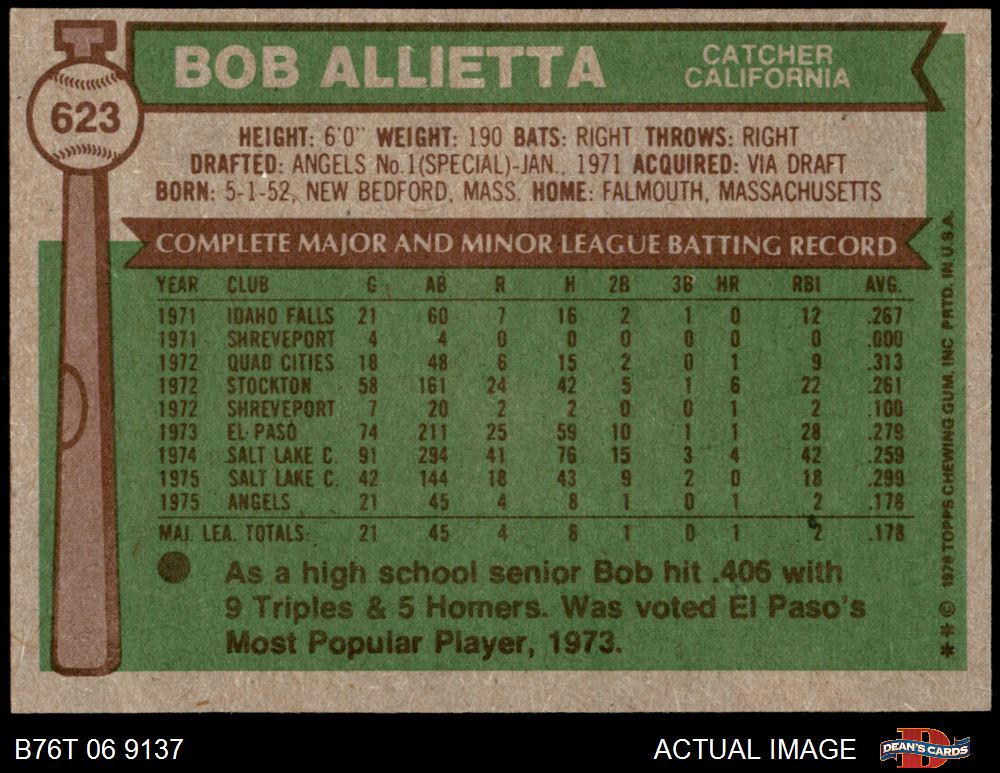 BOB ALLIETTA
CATCHER
CALIFORNIA
623
HEIGHT: 6'0" WEIGHT: 190 BATS: RIGHT THROWS: RIGHT
DRAFTED: ANGELS No.1(SPECIAL)-JAN., 1971 ACQUIRED: VIA DRAFT
BORN: 5-1-52, NEW BEDFORD, MASS. HOME: FALMOUTH, MASSACHUSETTS
COMPLETE MAJOR AND MINOR LEAGUE BATTING RECORD
YEAR CLUB G AB R H 2B 3B HR RBI AVG.
1971 IDAHO FALLS 21 60 7 16 2 1 0 12 .267
1971 SHREVEPORT 4 4 0 0 0 0 0 0 .000
1972 QUAD CITIES 18 48 6 15 2 0 1 9 .313
1972 STOCKTON 58 161 24 42 5 1 6 22 .261
1972 SHREVEPORT 7 20 2 2 0 0 1 2 .100
1973 EL PASO 74 211 25 59 10 1 1 28 .279
1974 SALT LAKE C. 91 294 41 76 15 3 4 42 .259
1975 SALT LAKE C. 42 144 18 43 9 2 0 18 .299
1975 ANGELS 21 45 4 8 1 0 1 2 .178
MAJ. LEA. TOTALS: 21 45 4 8 1 0 1 2 .178
As a high school senior Bob hit .406 with
9 Triples & 5 Homers. Was voted El Paso's
Most Popular Player, 1973.
** © 1976 TOPPS CHEWING GUM, INC PRTD. IN U.S.A.
B76T 06 9137
ACTUAL IMAGE
DEAN'S CARDS